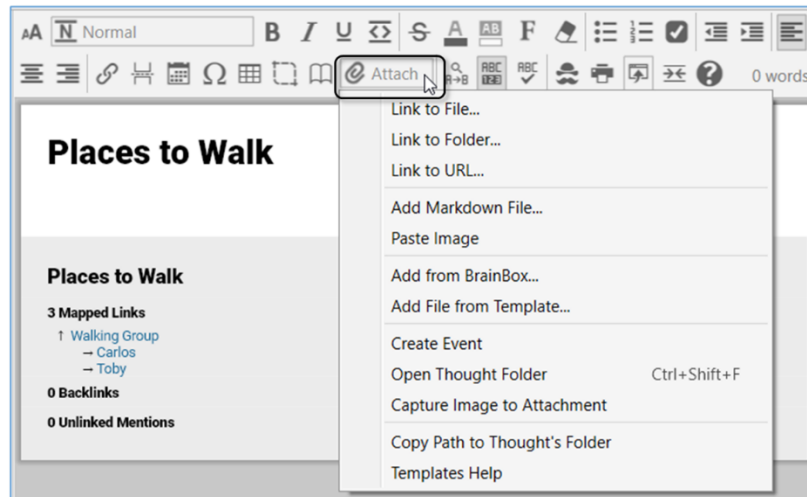 AA N Normal B I U S A AB F
Attach A→B ABC ABC 0 words
Link to File...
Link to Folder...
Link to URL...
Add Markdown File...
Paste Image
Add from BrainBox...
Add File from Template...
Create Event
Open Thought Folder Ctrl+Shift+F
Capture Image to Attachment
Copy Path to Thought's Folder
Templates Help
Places to Walk
Places to Walk
3 Mapped Links
↑ Walking Group
→ Carlos
→ Toby
0 Backlinks
0 Unlinked Mentions